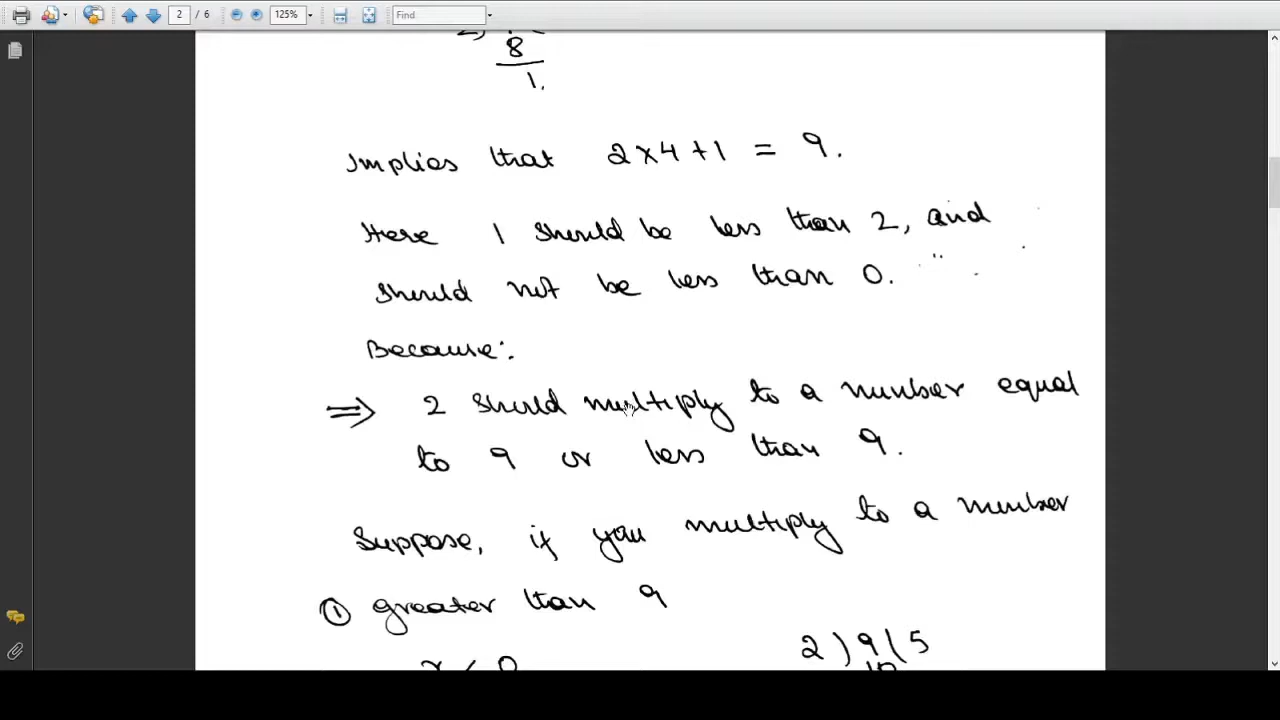 2 / 6
125%
Find
8
1.
Implies that 2x4+1 = 9.
Here 1 should be less than 2, and
should not be less than 0.
Because:
⇒ 2 should multiply to a number equal
to 9 or less than 9.
Suppose, if you multiply to a number
① greater than 9
2 ) 9 ( 5